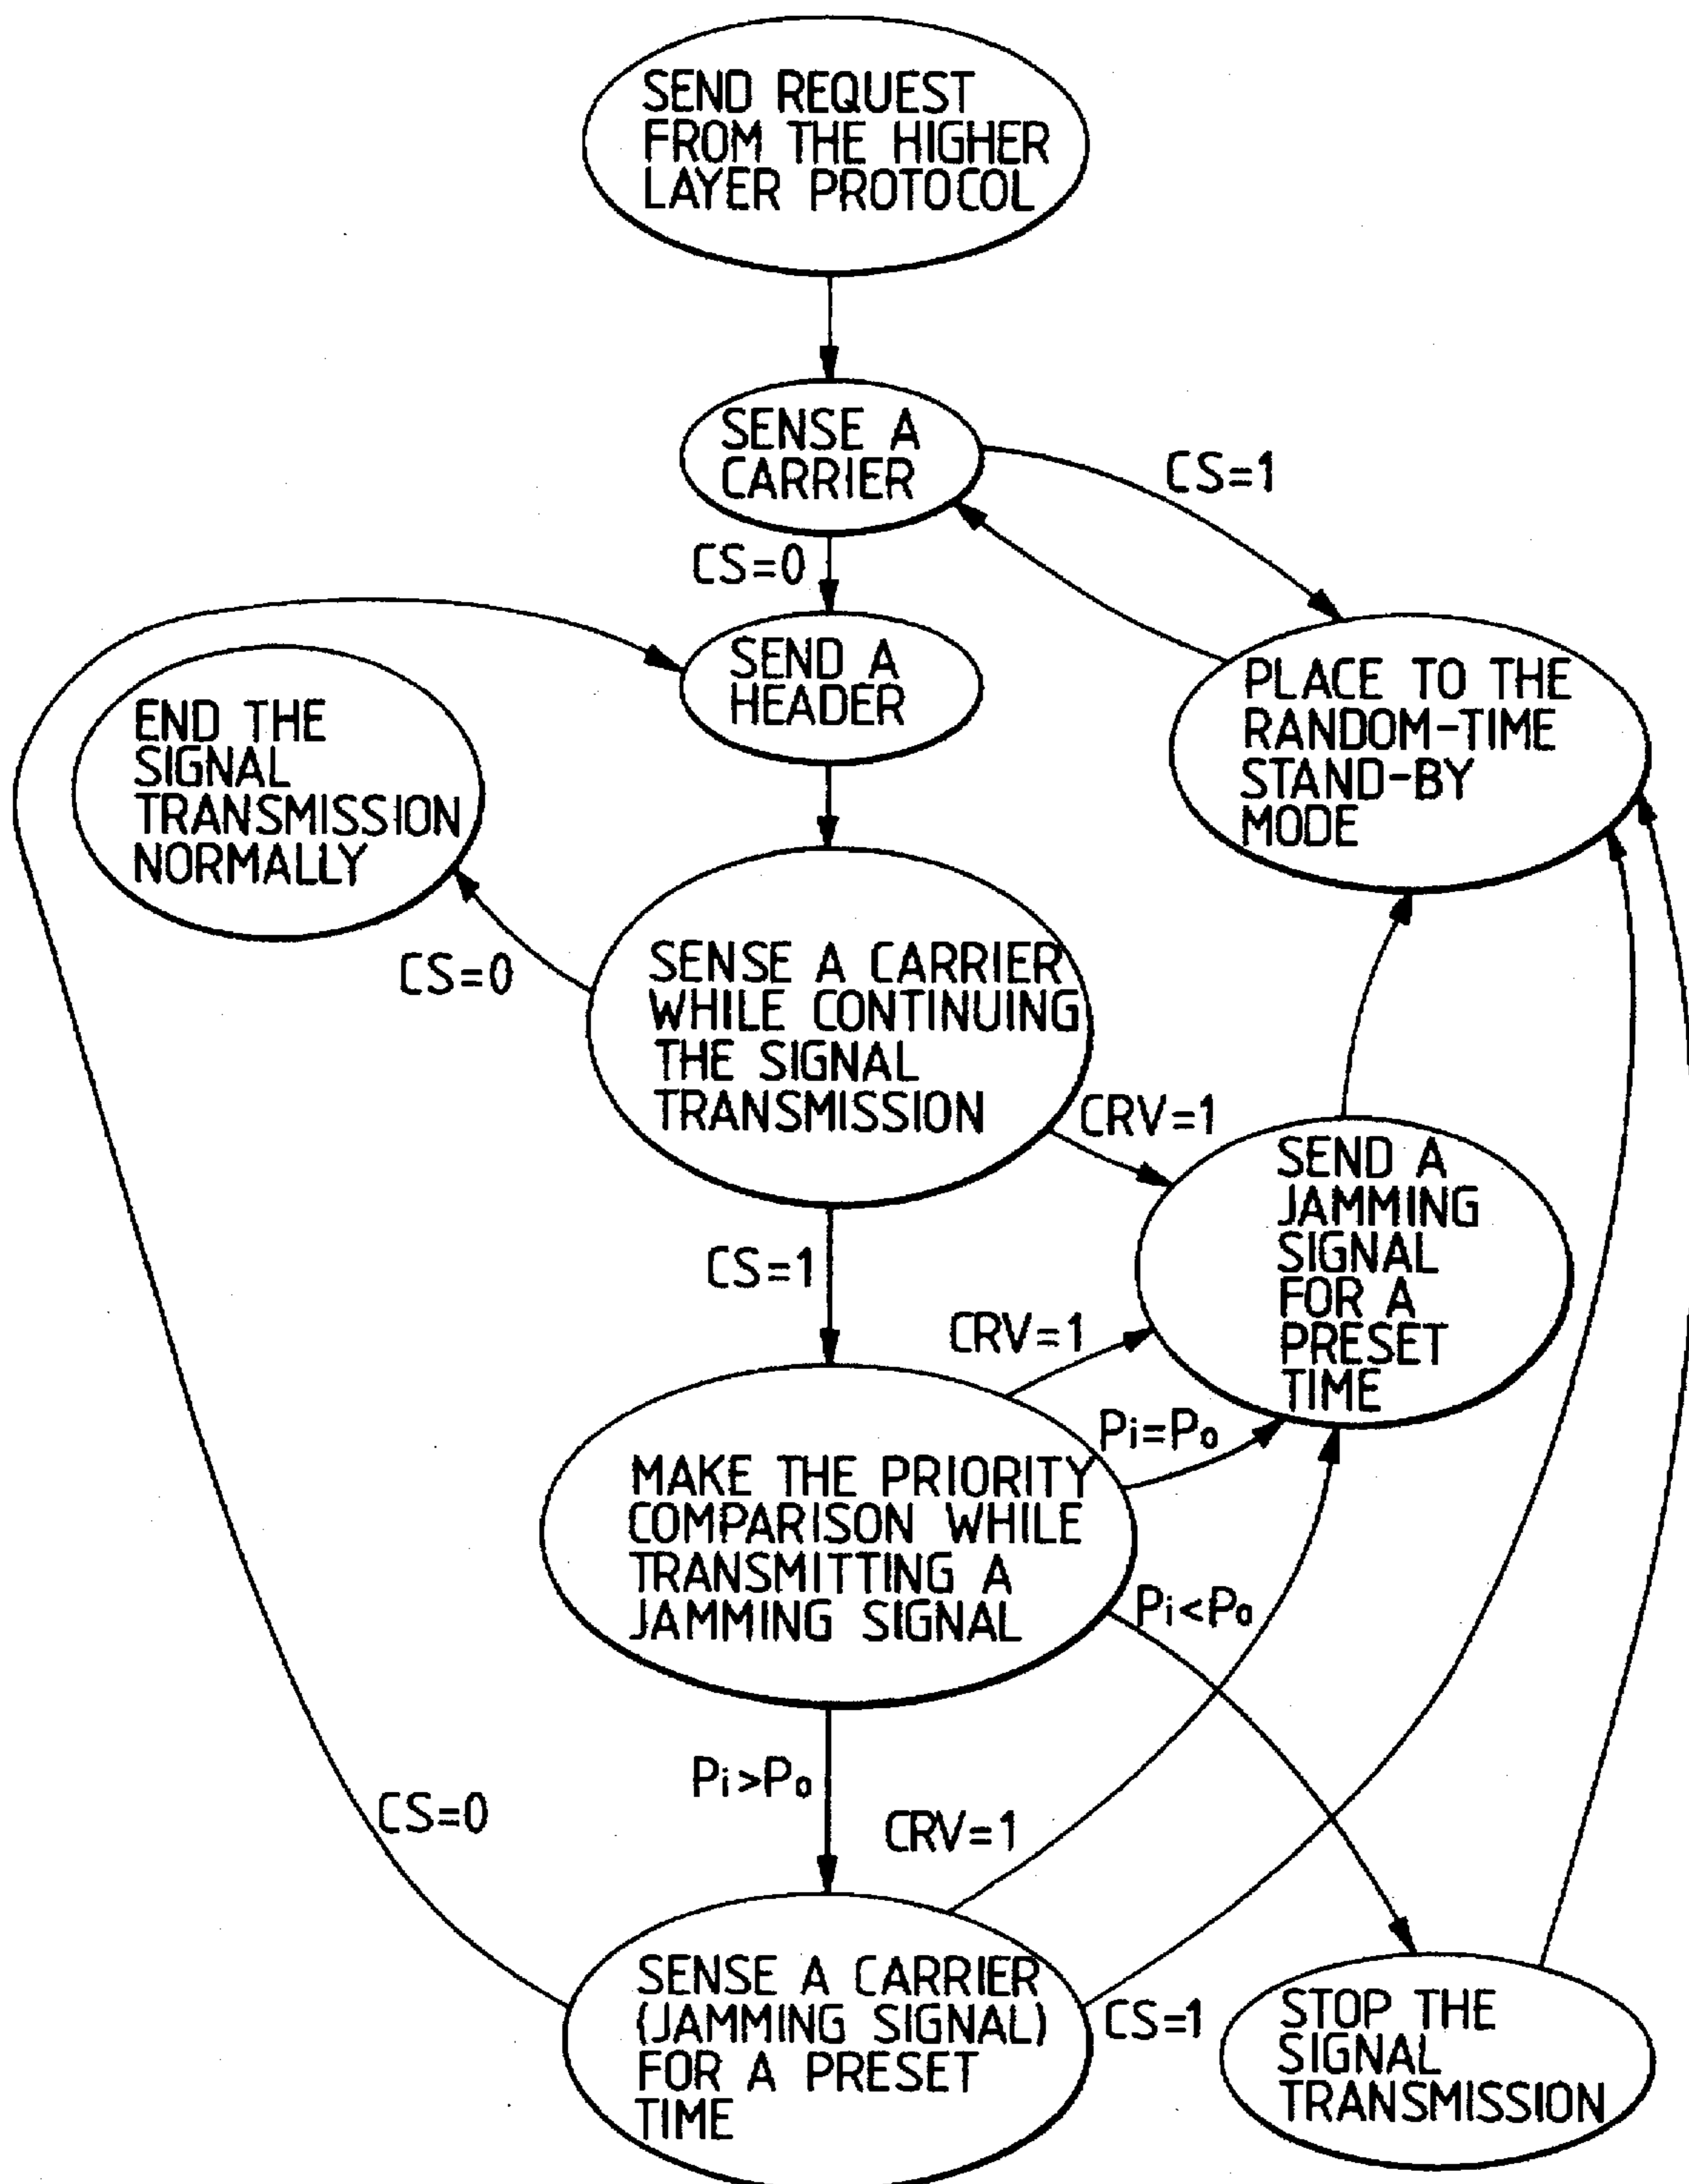 SEND REQUEST
FROM THE HIGHER
LAYER PROTOCOL
SENSE A
CARRIER
CS=1
CS=0
SEND A
HEADER
PLACE TO THE
RANDOM-TIME
STAND-BY
MODE
END THE
SIGNAL
TRANSMISSION
NORMALLY
CS=0
SENSE A CARRIER
WHILE CONTINUING
THE SIGNAL
TRANSMISSION
CRV=1
SEND A
JAMMING
SIGNAL
FOR A
PRESET
TIME
CS=1
CRV=1
Pi=Po
MAKE THE PRIORITY
COMPARISON WHILE
TRANSMITTING A
JAMMING SIGNAL
Pi<Po
Pi>Po
CS=0
CRV=1
SENSE A CARRIER
(JAMMING SIGNAL)
FOR A PRESET
TIME
CS=1
STOP THE
SIGNAL
TRANSMISSION